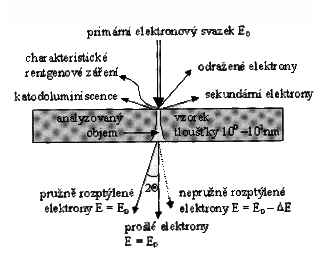 primární elektronový svazek E₀
charakteristické
rentgenové záření
odražené elektrony
katodoluminiscence
sekundární elektrony
analyzovaný
objem
vzorek
tloušťky 10⁰ –10³nm
2Θ
pružně rozptýlené
elektrony E = E₀
nepružně rozptýlené
elektrony E = E₀ – ΔE
prošlé elektrony
E = E₀